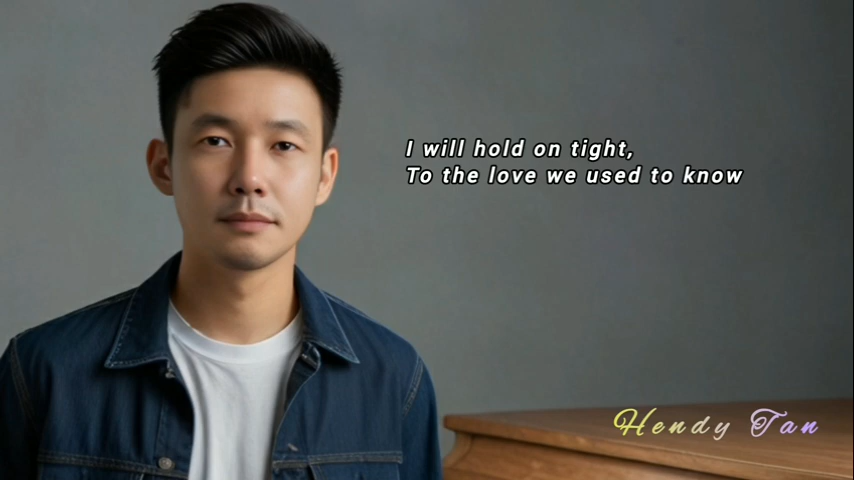 I will hold on tight,
To the love we used to know
Hendy Tan